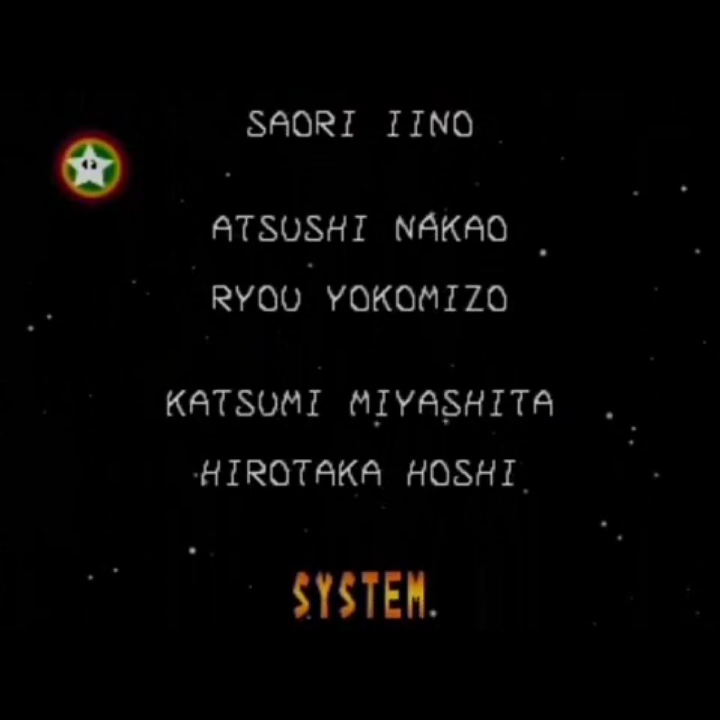 SAORI IINO
ATSUSHI NAKAO
RYOU YOKOMIZO
KATSUMI MIYASHITA
HIROTAKA HOSHI
SYSTEM